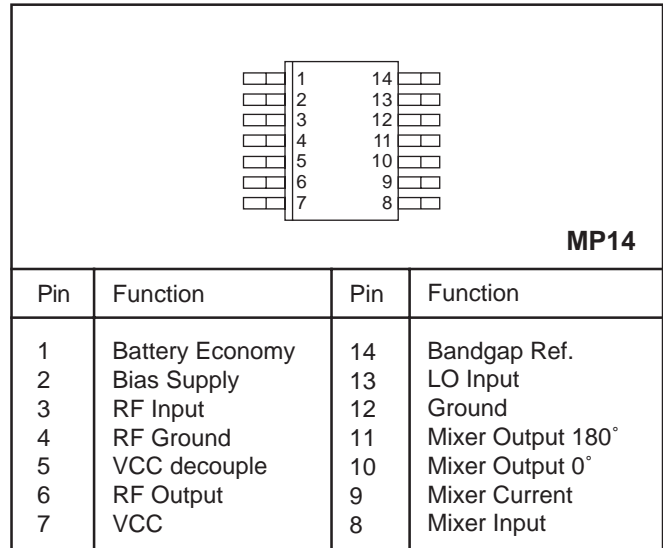 1 14
2 13
3 12
4 11
5 10
6 9
7 8
MP14
Pin Function Pin Function
1 Battery Economy 14 Bandgap Ref.
2 Bias Supply 13 LO Input
3 RF Input 12 Ground
4 RF Ground 11 Mixer Output 180˚
5 VCC decouple 10 Mixer Output 0˚
6 RF Output 9 Mixer Current
7 VCC 8 Mixer Input